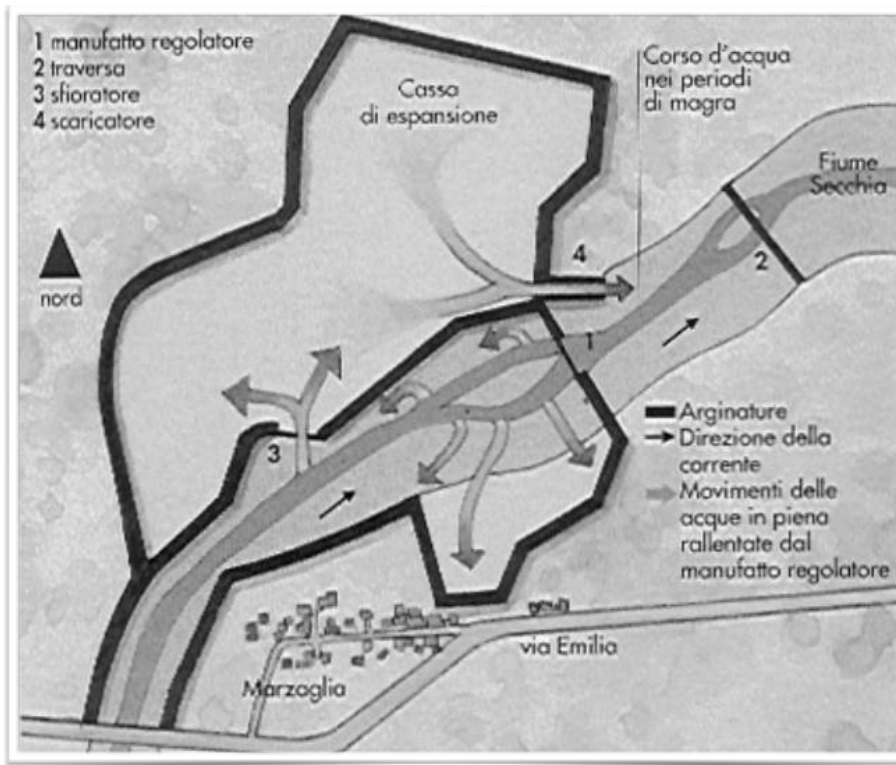 1 manufatto regolatore
2 traversa
3 sfioratore
4 scaricatore
Cassa
di espansione
Corso d'acqua
nei periodi
di magra
Fiume
Secchia
nord
4
2
1
3
Arginature
Direzione della
corrente
Movimenti delle
acque in piena
rallentate dal
manufatto regolatore
via Emilia
Marzaglia